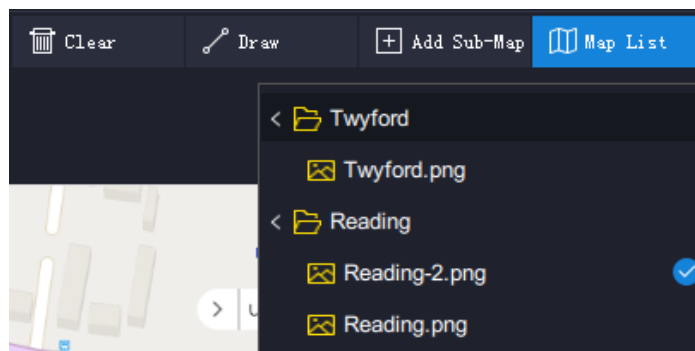 Clear Draw Add Sub-Map Map List
Twyford
Twyford.png
Reading
Reading-2.png
Reading.png